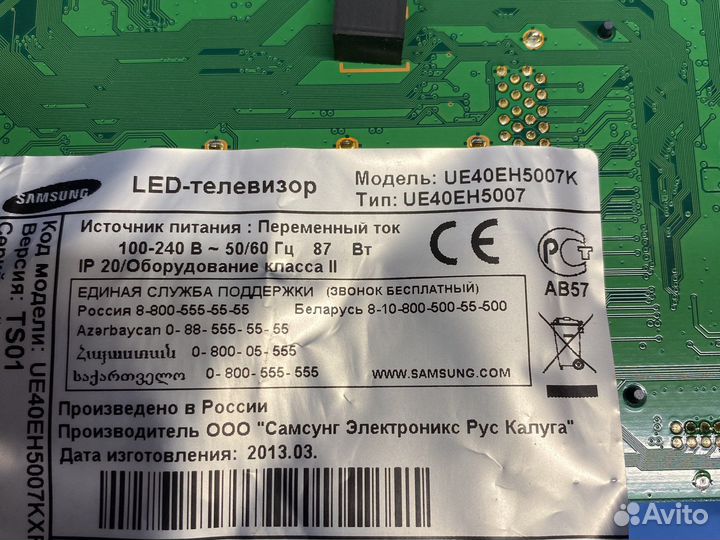 SAMSUNG
LED-телевизор
Модель: UE40EH5007K
Тип: UE40EH5007
Источник питания : Переменный ток
100-240 В ~ 50/60 Гц 87 Вт
IP 20/Оборудование класса II
CE
РСТ
АВ57
ЕДИНАЯ СЛУЖБА ПОДДЕРЖКИ (ЗВОНОК БЕСПЛАТНЫЙ)
Россия 8-800-555-55-55 Беларусь 8-10-800-500-55-500
Azərbaycan 0-88-555-55-55
Հայաստան 0-800-05-555
საქართველო 0-800-555-555
WWW.SAMSUNG.COM
Произведено в России
Производитель ООО "Самсунг Электроникс Рус Калуга"
Дата изготовления: 2013.03.
Код модели: UE40EH5007KX
Версия: TS01
Avito